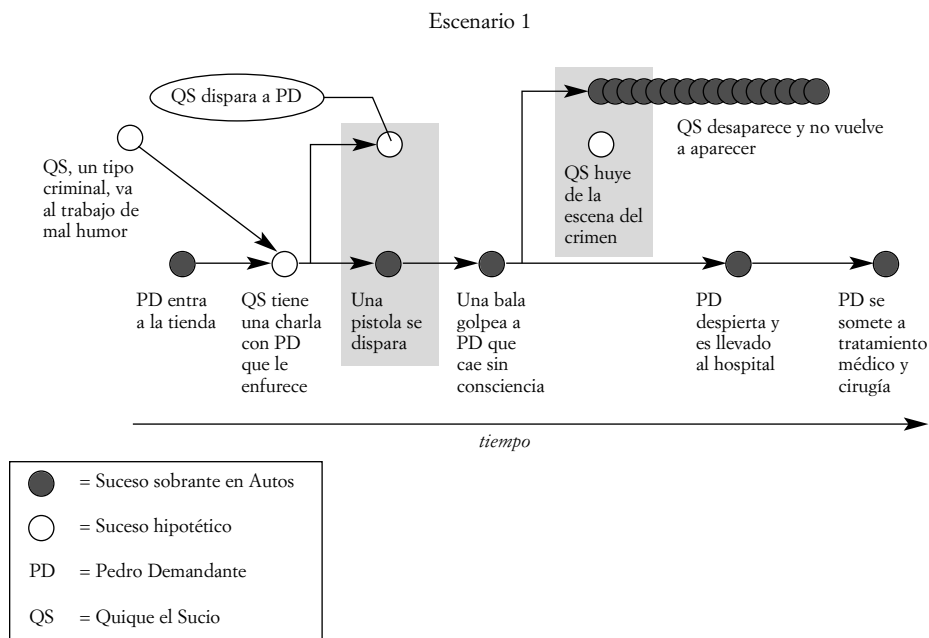 Escenario 1
QS dispara a PD
QS, un tipo
criminal, va
al trabajo de
mal humor
QS desaparece y no vuelve
a aparecer
QS huye
de la
escena del
crimen
PD entra
a la tienda
QS tiene
una charla
con PD
que le
enfurece
Una
pistola se
dispara
Una bala
golpea a
PD que
cae sin
consciencia
PD
despierta y
es llevado
al hospital
PD se
somete a
tratamiento
médico y
cirugía
tiempo
= Suceso sobrante en Autos
= Suceso hipotético
PD = Pedro Demandante
QS = Quique el Sucio